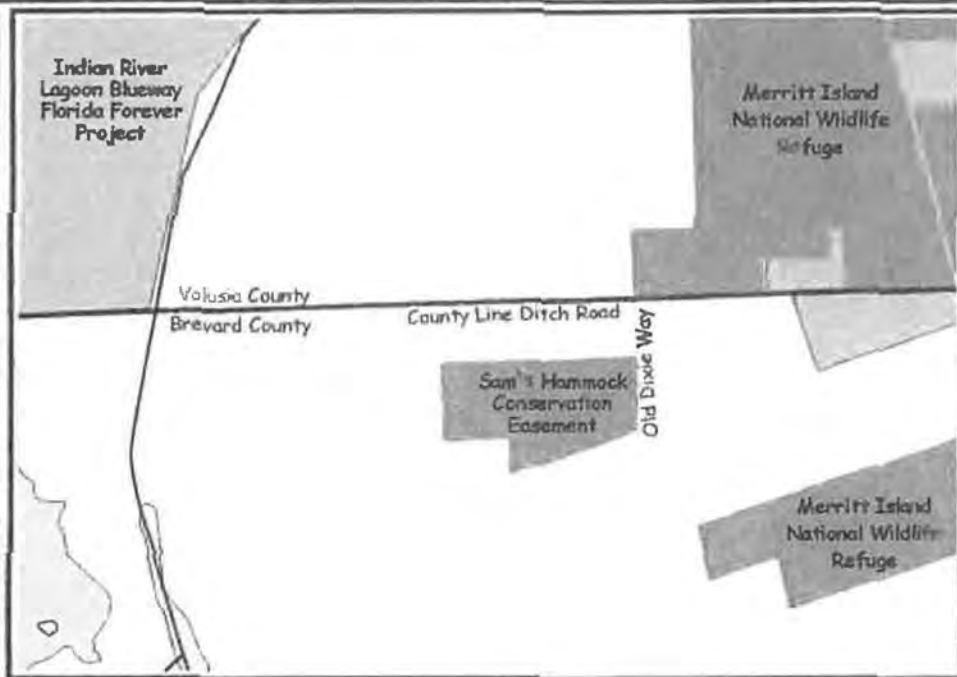 Indian River
Lagoon Blueway
Florida Forever
Project
Merritt Island
National Wildlife
Refuge
Volusia County
Brevard County
County Line Ditch Road
Old Dixie Way
Sam's Hammock
Conservation
Easement
Merritt Island
National Wildlife
Refuge